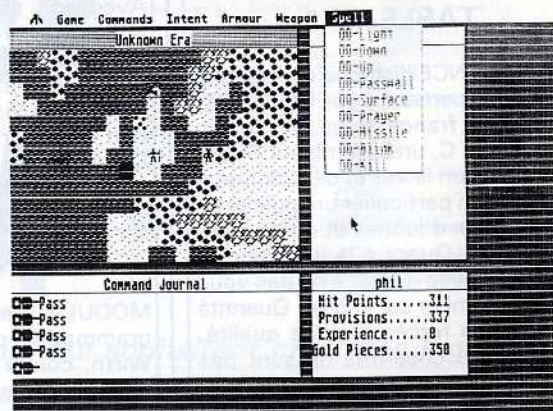 Game Commands Intent Armour Weapon Spell
Unknown Era
00-Light
00-Down
00-Up
00-Passwall
00-Surface
00-Prayer
00-Missile
00-Blink
00-Kill
Command Journal
Pass
Pass
Pass
Pass
phil
Hit Points.....311
Provisions.....337
Experience.....0
Gold Pieces....350